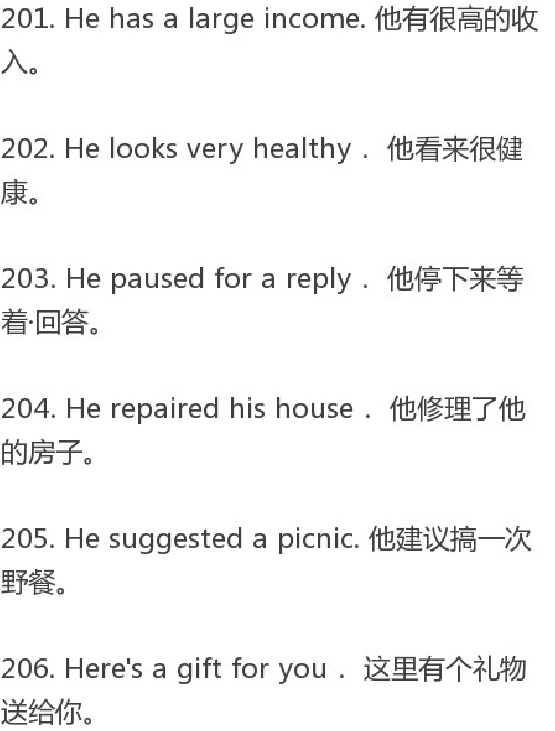 201. He has a large income. 他有很高的收
入。
202. He looks very healthy． 他看来很健
康。
203. He paused for a reply． 他停下来等
着·回答。
204. He repaired his house． 他修理了他
的房子。
205. He suggested a picnic. 他建议搞一次
野餐。
206. Here's a gift for you． 这里有个礼物
送给你。